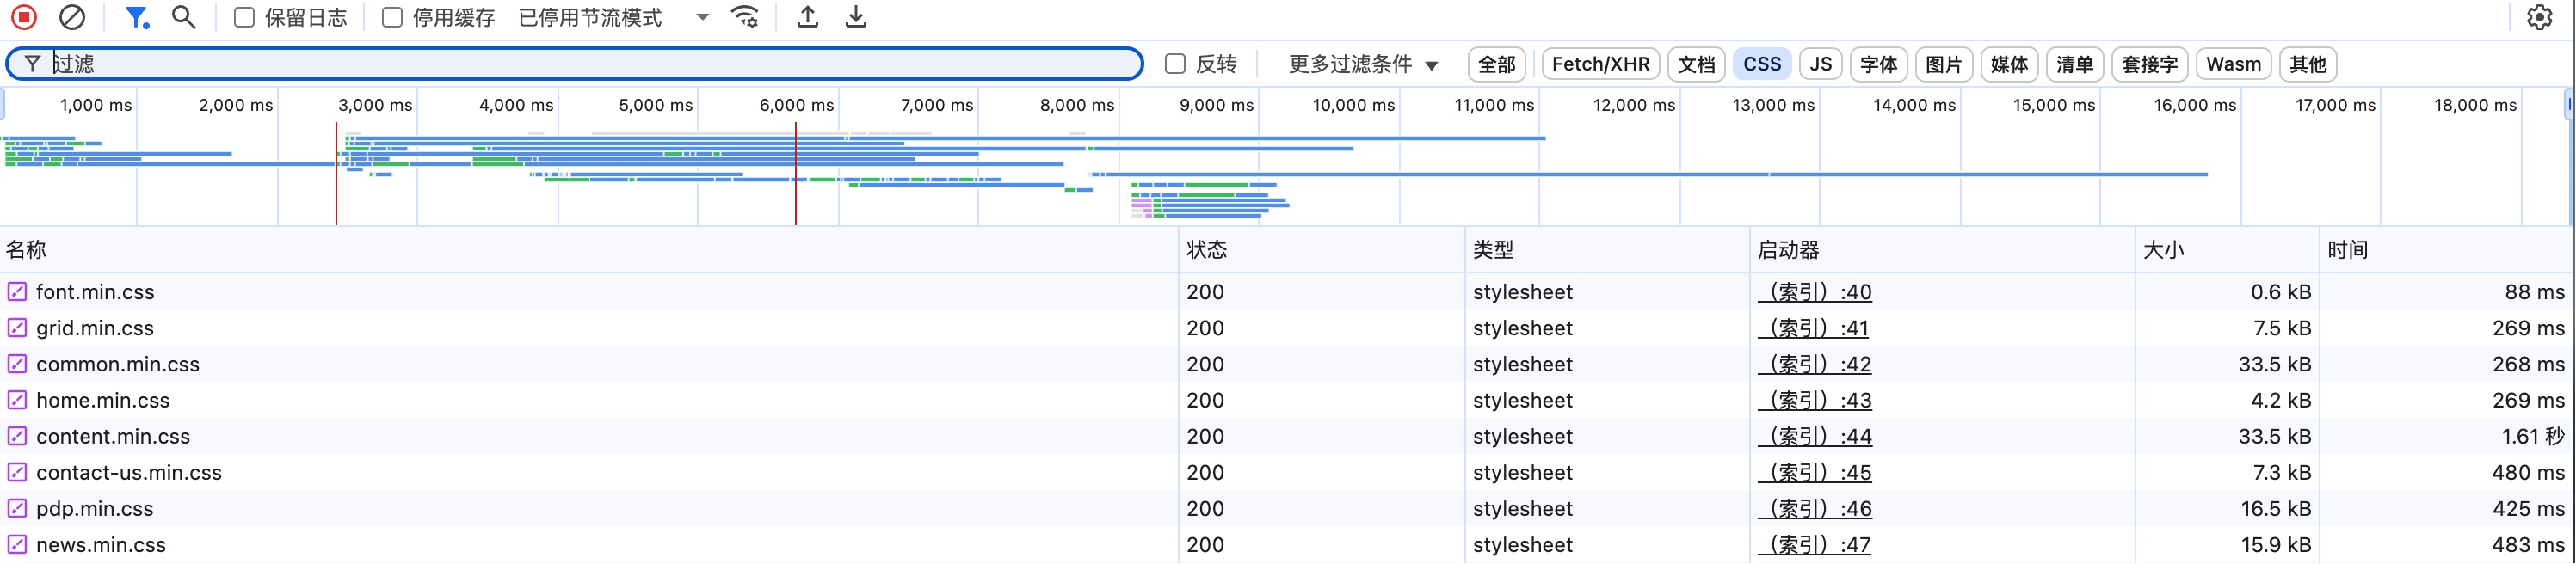 保留日志 停用缓存 已停用节流模式
过滤 反转 更多过滤条件 全部 Fetch/XHR 文档 CSS JS 字体 图片 媒体 清单 套接字 Wasm 其他
1,000 ms 2,000 ms 3,000 ms 4,000 ms 5,000 ms 6,000 ms 7,000 ms 8,000 ms 9,000 ms 10,000 ms 11,000 ms 12,000 ms 13,000 ms 14,000 ms 15,000 ms 16,000 ms 17,000 ms 18,000 ms
名称 状态 类型 启动器 大小 时间
font.min.css 200 stylesheet （索引）:40 0.6 kB 88 ms
grid.min.css 200 stylesheet （索引）:41 7.5 kB 269 ms
common.min.css 200 stylesheet （索引）:42 33.5 kB 268 ms
home.min.css 200 stylesheet （索引）:43 4.2 kB 269 ms
content.min.css 200 stylesheet （索引）:44 33.5 kB 1.61 秒
contact-us.min.css 200 stylesheet （索引）:45 7.3 kB 480 ms
pdp.min.css 200 stylesheet （索引）:46 16.5 kB 425 ms
news.min.css 200 stylesheet （索引）:47 15.9 kB 483 ms